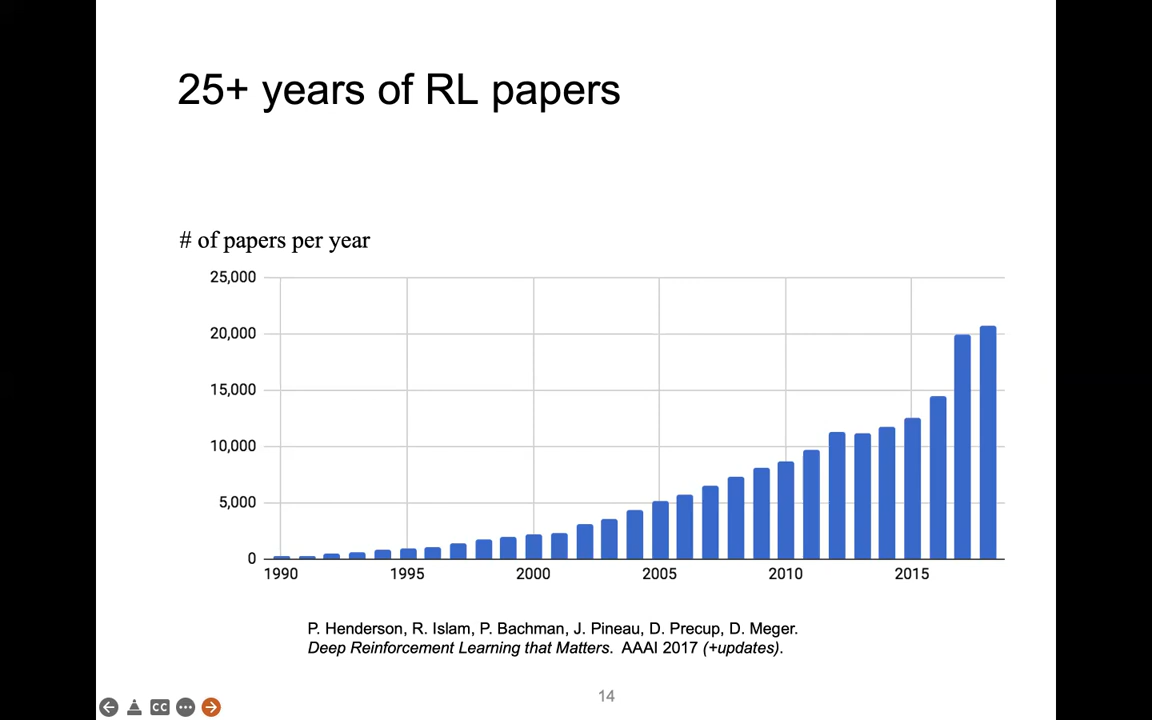 25+ years of RL papers
# of papers per year
25,000
20,000
15,000
10,000
5,000
0
1990 1995 2000 2005 2010 2015
P. Henderson, R. Islam, P. Bachman, J. Pineau, D. Precup, D. Meger.
Deep Reinforcement Learning that Matters. AAAI 2017 (+updates).
14
CC